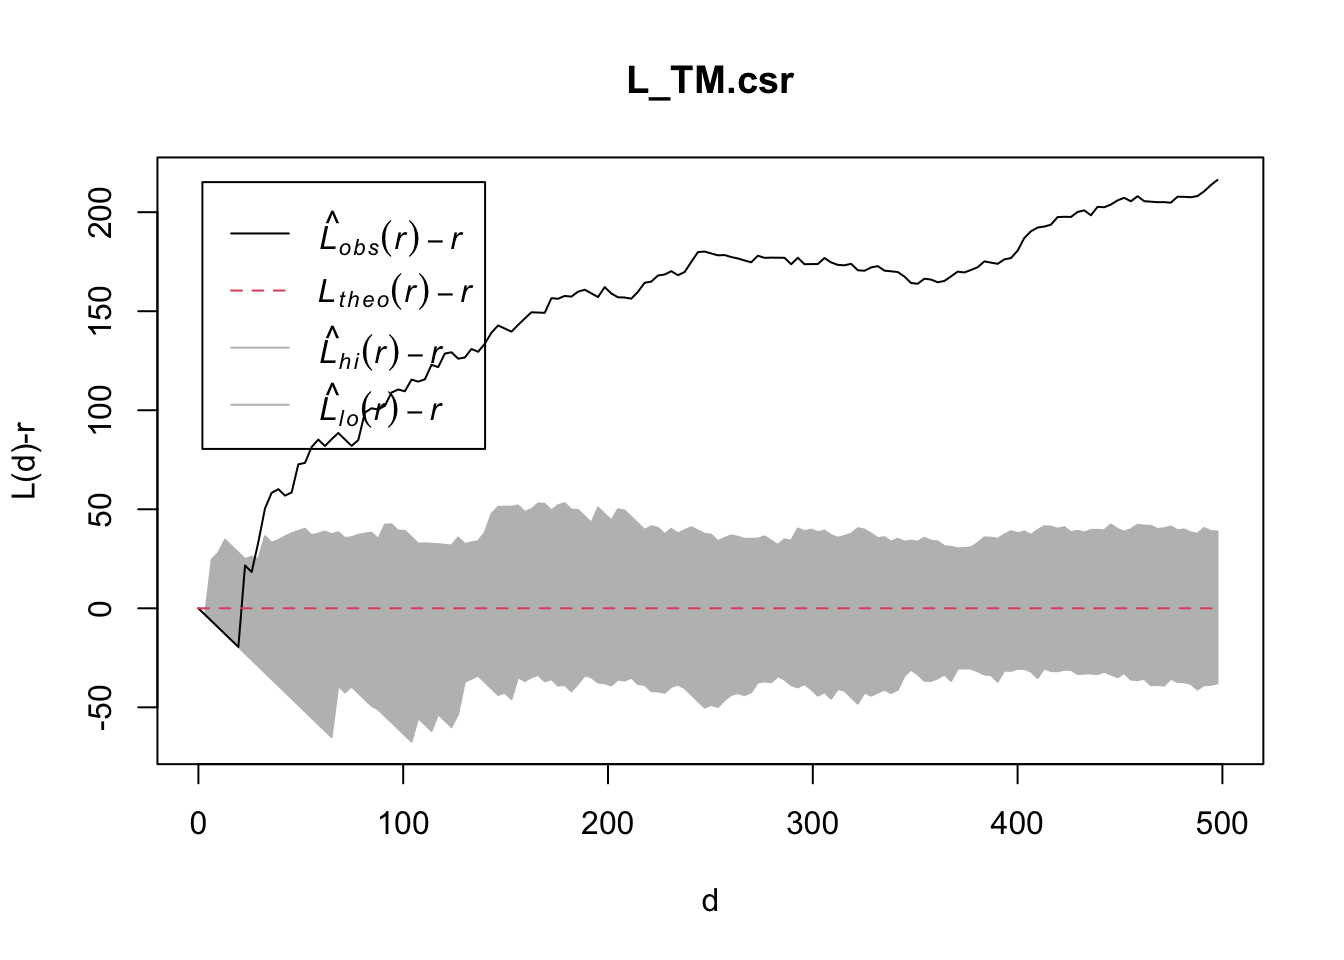 L_TM.csr
L̂obs(r) – r
Ltheo(r) – r
L̂hi(r) – r
L̂lo(r) – r
L(d)-r
200
150
100
50
0
-50
0 100 200 300 400 500
d